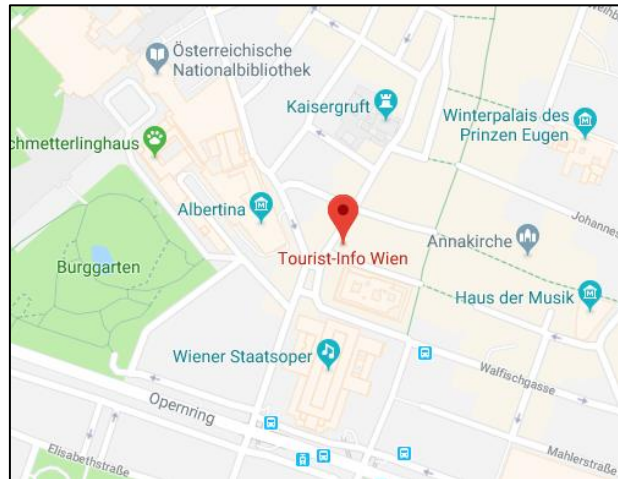 Österreichische
Nationalbibliothek
Kaisergruft
Winterpalais des
Prinzen Eugen
chmetterlinghaus
Albertina
Johannes
Tourist-Info Wien
Annakirche
Burggarten
Haus der Musik
Wiener Staatsoper
Walfischgasse
Opernring
Mahlerstraße
Elisabethstraße